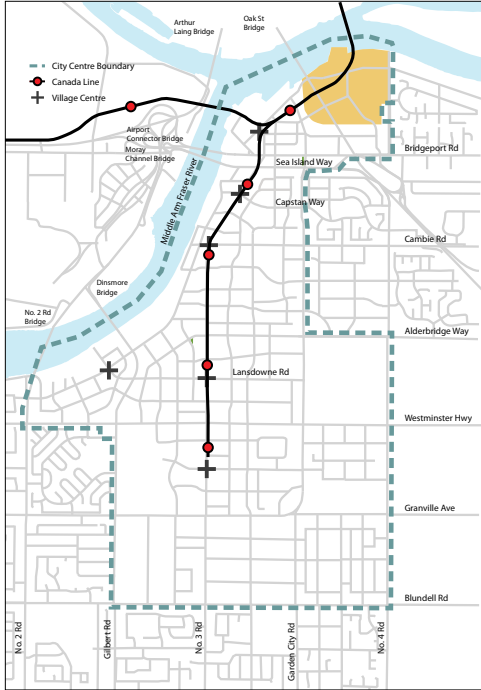 Arthur
Laing Bridge
Oak St
Bridge
City Centre Boundary
Canada Line
Village Centre
Airport
Connector Bridge
Moray
Channel Bridge
Bridgeport Rd
Sea Island Way
Middle Arm Fraser River
Capstan Way
Cambie Rd
Dinsmore
Bridge
No. 2 Rd
Bridge
Alderbridge Way
Lansdowne Rd
Westminster Hwy
Granville Ave
Blundell Rd
No. 2 Rd
Gilbert Rd
No. 3 Rd
Garden City Rd
No. 4 Rd